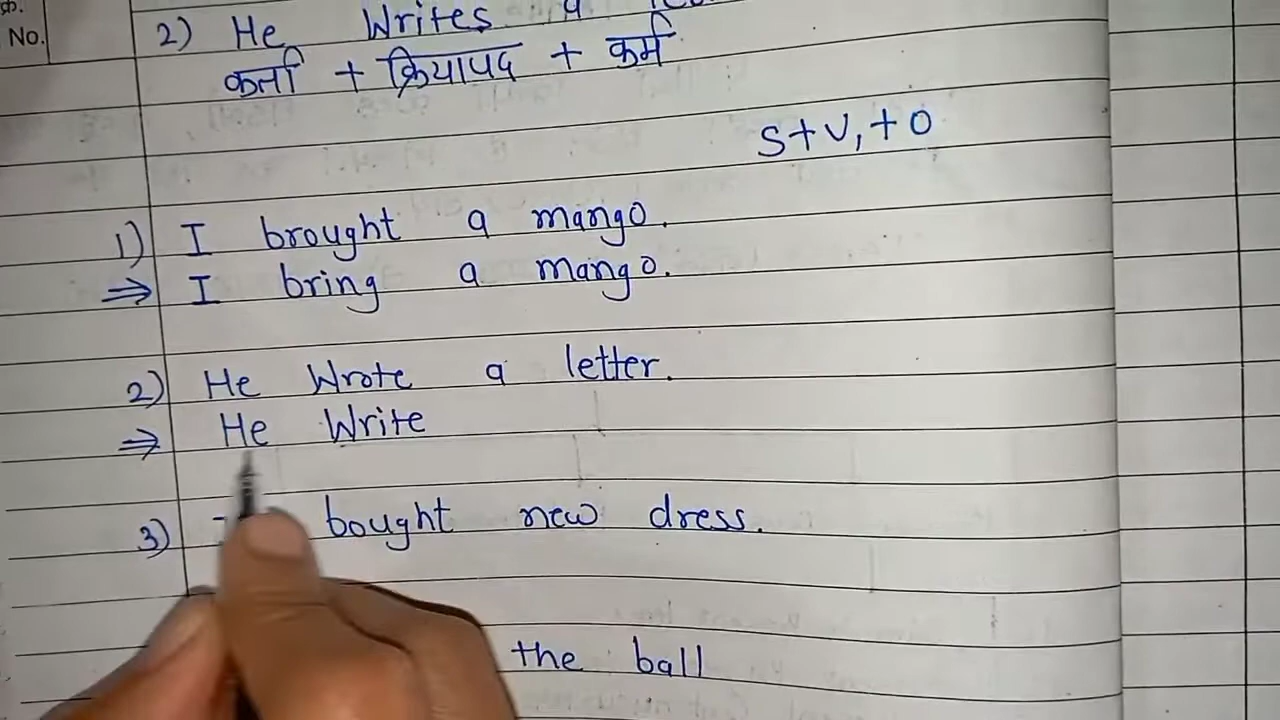 क्र.
No.
2) He Writes a
कर्ता + क्रियापद + कर्म
S+V₁+O
1) I brought a mango.
⇒ I bring a mango.
2) He Wrote a letter.
⇒ He Write
3) bought new dress.
the ball